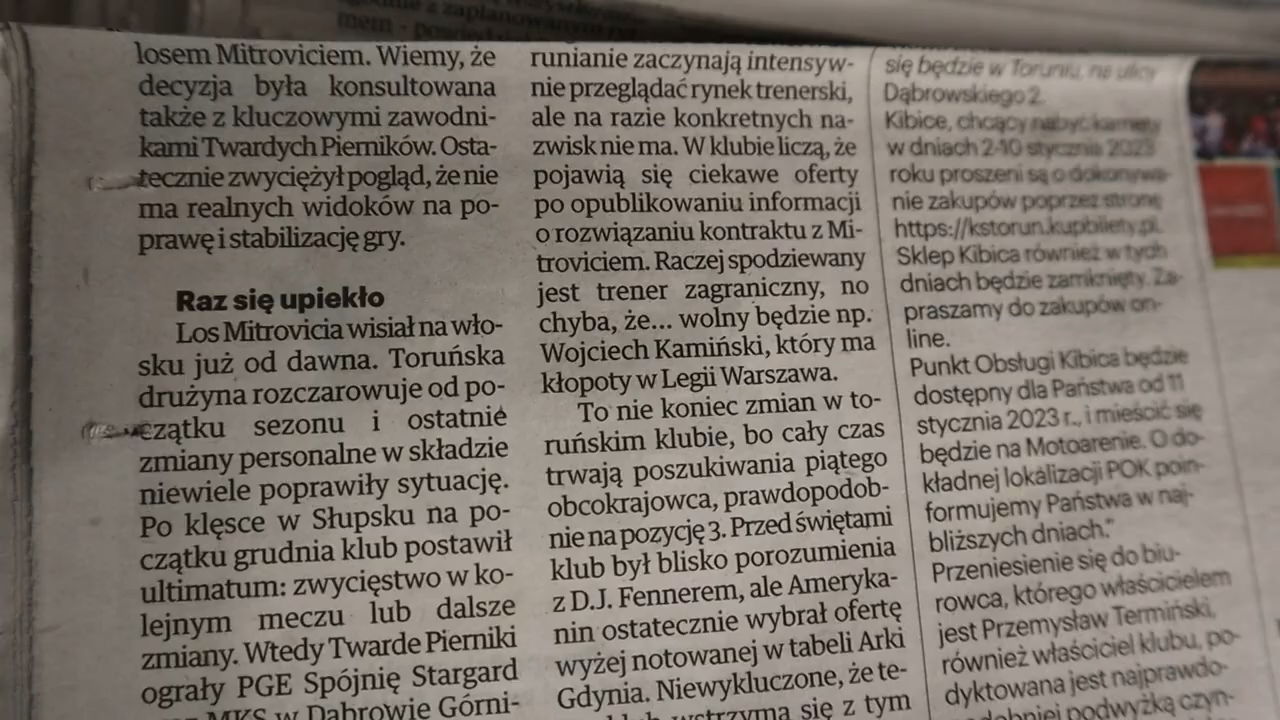 losem Mitroviciem. Wiemy, że
decyzja była konsultowana
także z kluczowymi zawodni-
kami Twardych Pierników. Osta-
tecznie zwyciężył pogląd, że nie
ma realnych widoków na po-
prawę i stabilizację gry.
Raz się upiekło
Los Mitrovicia wisiał na wło-
sku już od dawna. Toruńska
drużyna rozczarowuje od po-
czątku sezonu i ostatnie
zmiany personalne w składzie
niewiele poprawiły sytuację.
Po klęsce w Słupsku na po-
czątku grudnia klub postawił
ultimatum: zwycięstwo w ko-
lejnym meczu lub dalsze
zmiany. Wtedy Twarde Pierniki
ograły PGE Spójnię Stargard
MKS w Dąbrowie Górni-
runianie zaczynają intensyw-
nie przeglądać rynek trenerski,
ale na razie konkretnych na-
zwisk nie ma. W klubie liczą, że
pojawią się ciekawe oferty
po opublikowaniu informacji
o rozwiązaniu kontraktu z Mi-
troviciem. Raczej spodziewany
jest trener zagraniczny, no
chyba, że... wolny będzie np.
Wojciech Kamiński, który ma
kłopoty w Legii Warszawa.
To nie koniec zmian w to-
ruńskim klubie, bo cały czas
trwają poszukiwania piątego
obcokrajowca, prawdopodob-
nie na pozycję 3. Przed świętami
klub był blisko porozumienia
z D.J. Fennerem, ale Ameryka-
nin ostatecznie wybrał ofertę
wyżej notowanej w tabeli Arki
Gdynia. Niewykluczone, że te-
wstrzyma się z tym
się będzie w Toruniu, na ulicy
Dąbrowskiego 2.
Kibice, chcący nabyć karnety
w dniach 2-10 stycznia 2023
roku proszeni są o dokonywa-
nie zakupów poprzez stronę
https://kstorun.kupbilety.pl.
Sklep Kibica również w tych
dniach będzie zamknięty. Za-
praszamy do zakupów on-
line.
Punkt Obsługi Kibica będzie
dostępny dla Państwa od 11
stycznia 2023 r., i mieścić się
będzie na Motoarenie. O do-
kładnej lokalizacji POK poin-
formujemy Państwa w naj-
bliższych dniach."
Przeniesienie się do biu-
rowca, którego właścicielem
jest Przemysław Termiński,
również właściciel klubu, po-
dyktowana jest najprawdo-
podobniej podwyżką czyn-